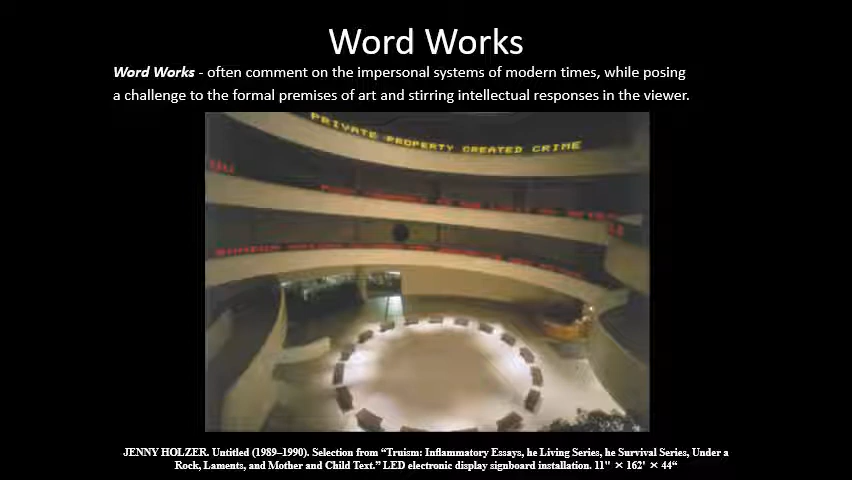 Word Works
Word Works - often comment on the impersonal systems of modern times, while posing
a challenge to the formal premises of art and stirring intellectual responses in the viewer.
PRIVATE PROPERTY CREATED CRIME
JENNY HOLZER. Untitled (1989–1990). Selection from “Truism: Inflammatory Essays, he Living Series, he Survival Series, Under a
Rock, Laments, and Mother and Child Text.” LED electronic display signboard installation. 11" × 162' × 44“